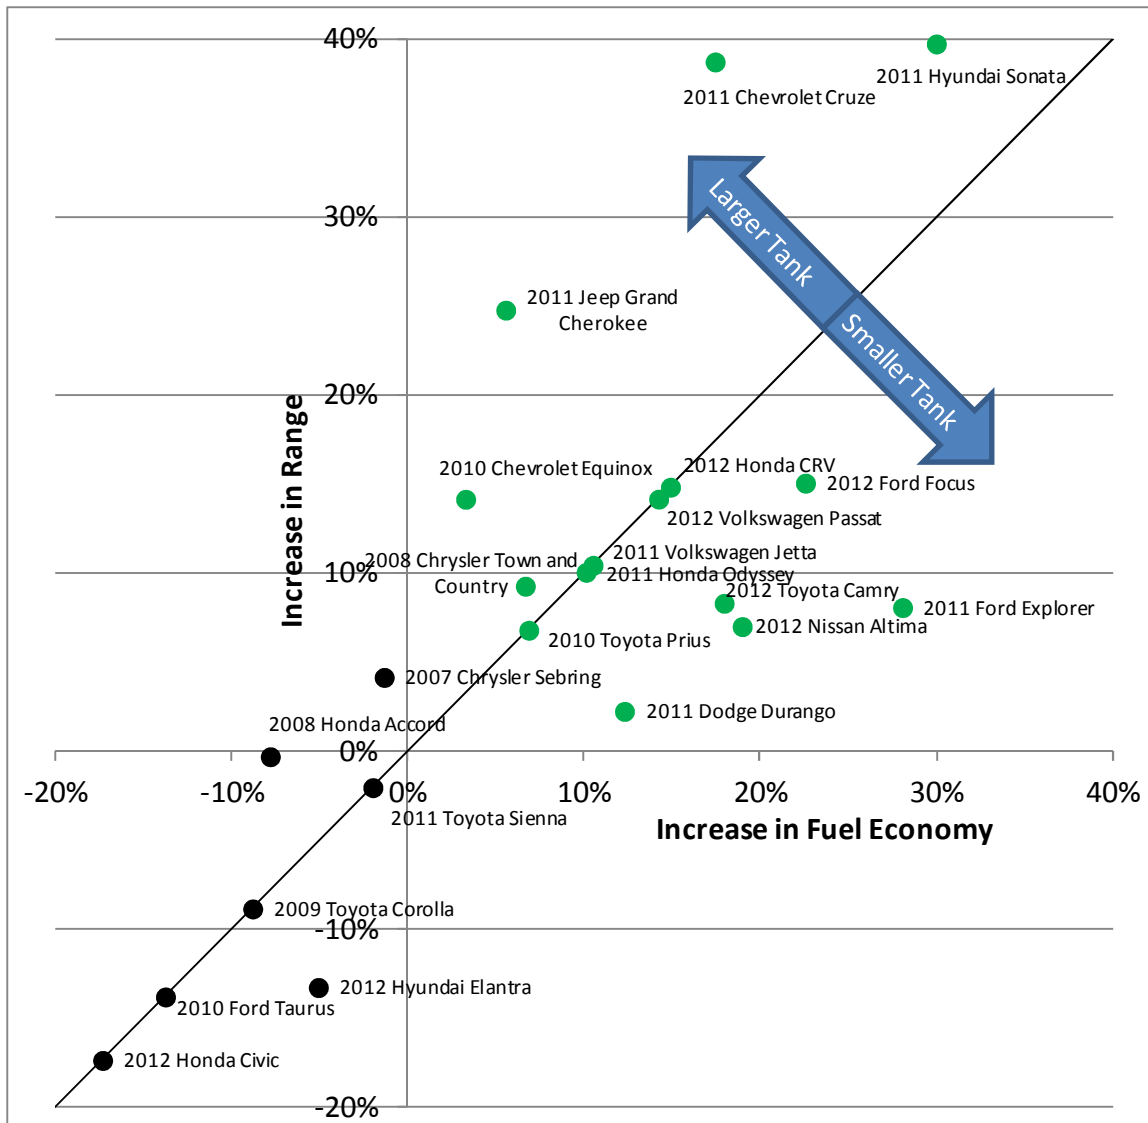 40%
2011 Hyundai Sonata
2011 Chevrolet Cruze
30%
Larger Tank
2011 Jeep Grand
Cherokee
Smaller Tank
20%
Increase in Range
2010 Chevrolet Equinox
2012 Honda CRV
2012 Ford Focus
2012 Volkswagen Passat
2008 Chrysler Town and
Country
2011 Volkswagen Jetta
10%
2011 Honda Odyssey
2012 Toyota Camry
2011 Ford Explorer
2012 Nissan Altima
2010 Toyota Prius
2007 Chrysler Sebring
2011 Dodge Durango
2008 Honda Accord
0%
-20%
-10%
0%
10%
20%
30%
40%
2011 Toyota Sienna
Increase in Fuel Economy
2009 Toyota Corolla
-10%
2012 Hyundai Elantra
2010 Ford Taurus
2012 Honda Civic
-20%